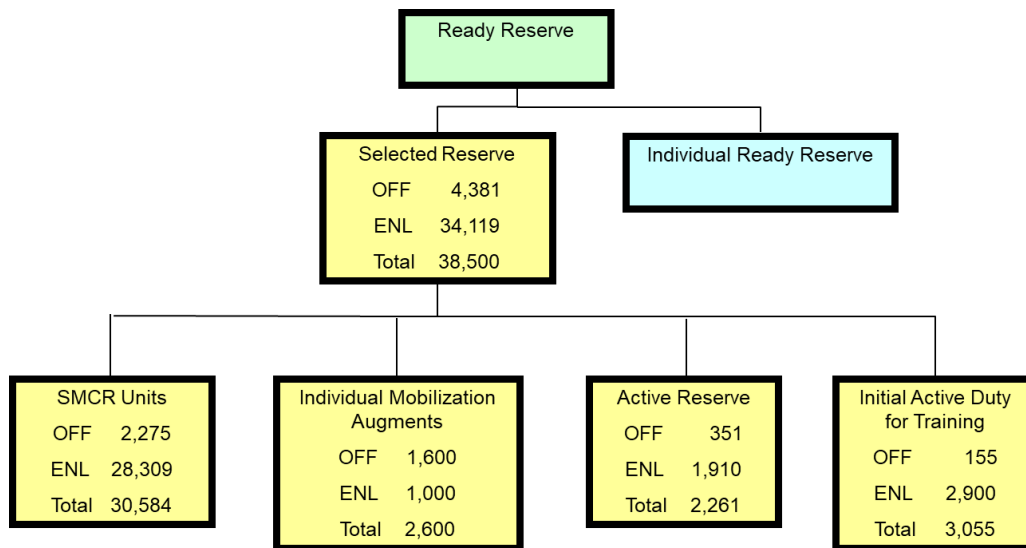 Ready Reserve
Selected Reserve
OFF 4,381
ENL 34,119
Total 38,500
Individual Ready Reserve
SMCR Units
OFF 2,275
ENL 28,309
Total 30,584
Individual Mobilization
Augments
OFF 1,600
ENL 1,000
Total 2,600
Active Reserve
OFF 351
ENL 1,910
Total 2,261
Initial Active Duty
for Training
OFF 155
ENL 2,900
Total 3,055